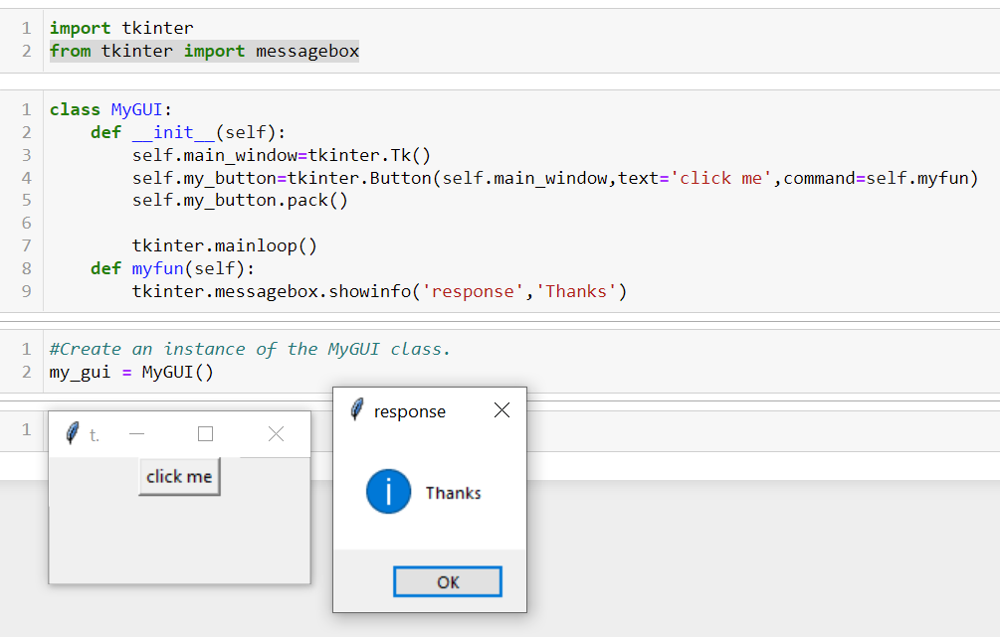 1 import tkinter
2 from tkinter import messagebox
1 class MyGUI:
2     def __init__(self):
3         self.main_window=tkinter.Tk()
4         self.my_button=tkinter.Button(self.main_window,text='click me',command=self.myfun)
5         self.my_button.pack()
6
7         tkinter.mainloop()
8     def myfun(self):
9         tkinter.messagebox.showinfo('response','Thanks')
1 #Create an instance of the MyGUI class.
2 my_gui = MyGUI()
1
t.
click me
response
Thanks
OK